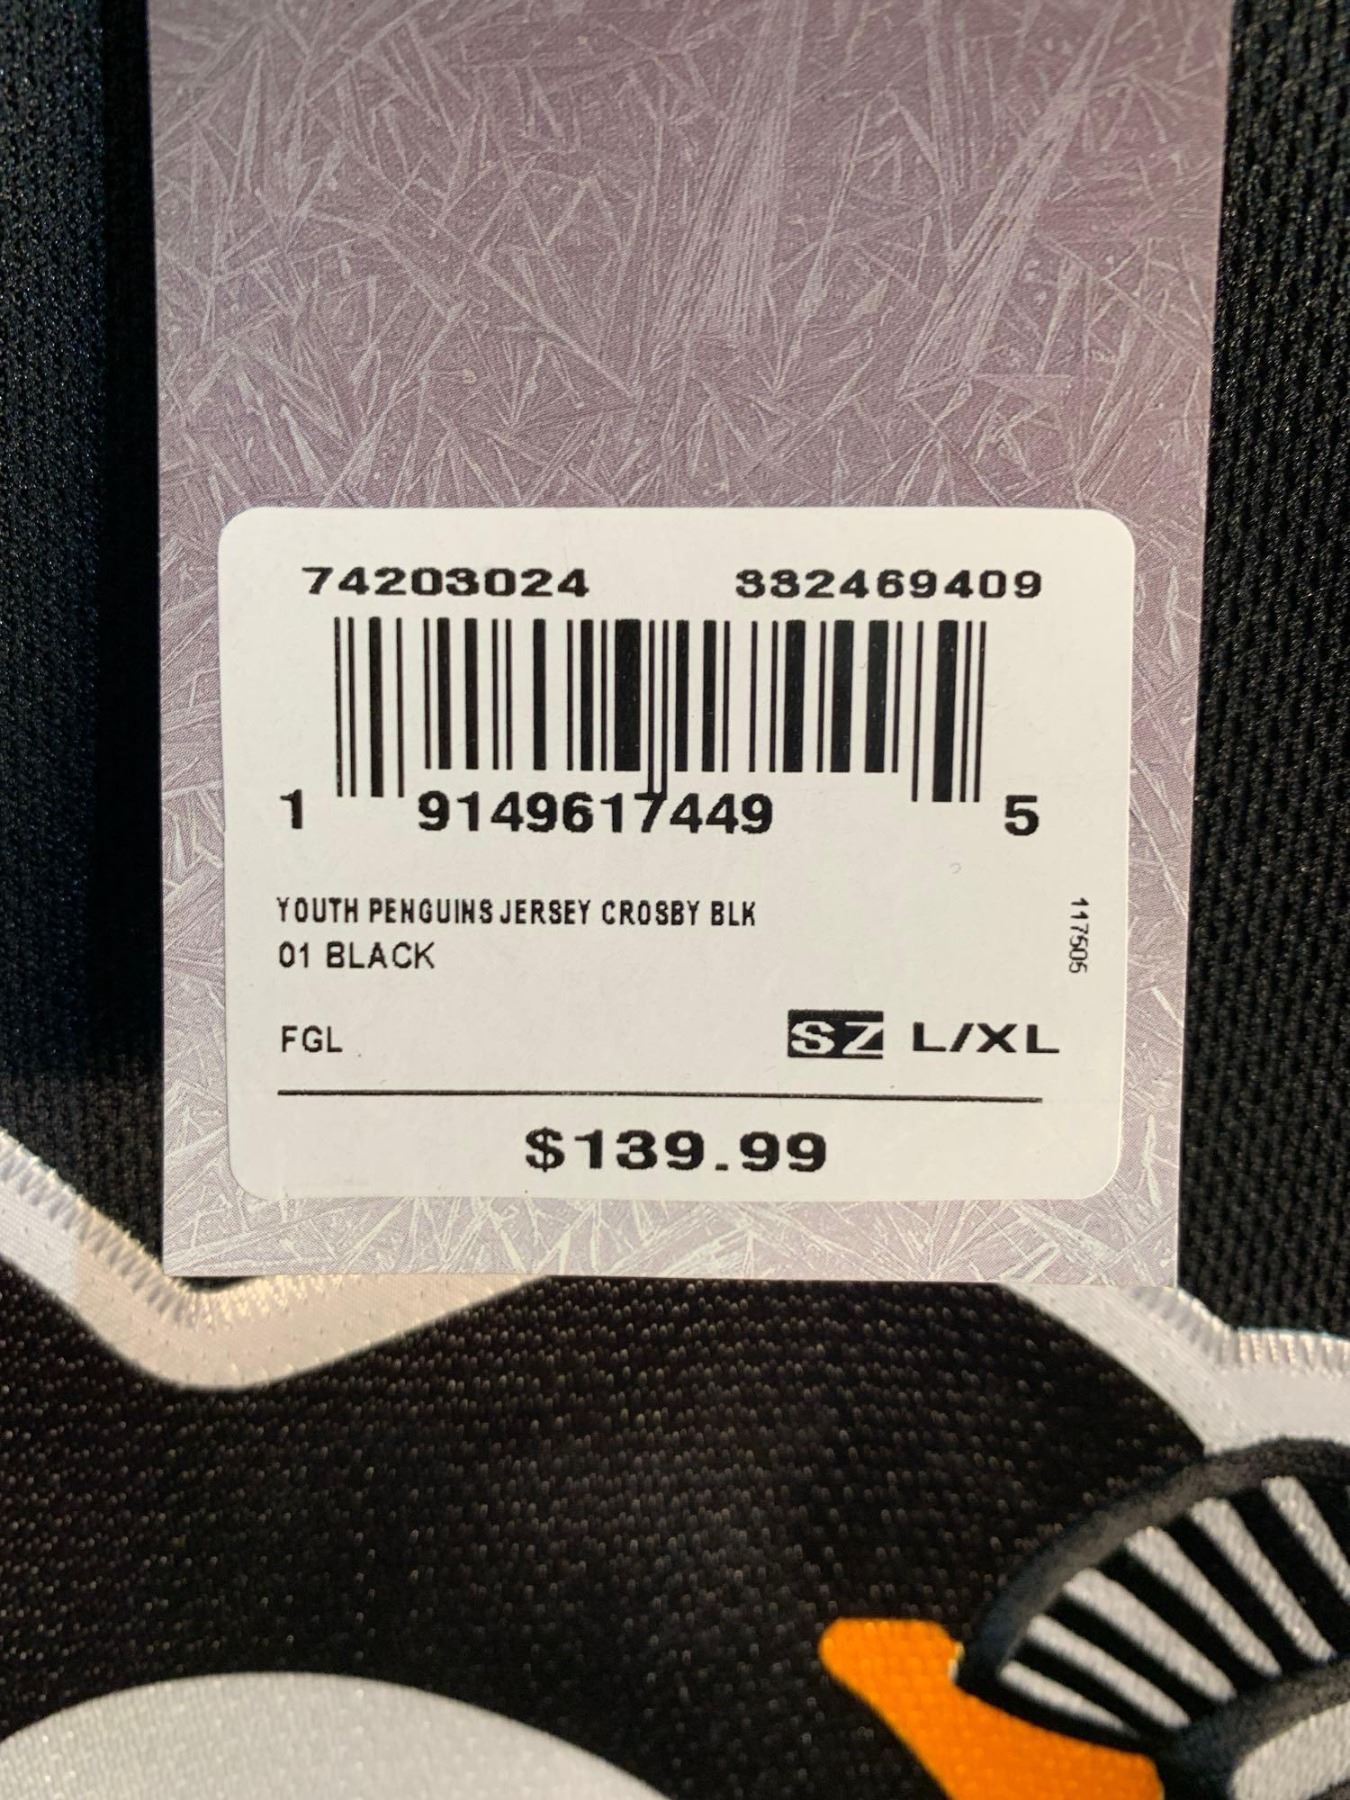 74203024 332469409
1 9149617449 5
YOUTH PENGUINS JERSEY CROSBY BLK
01 BLACK
117505
FGL SZ L/XL
$139.99